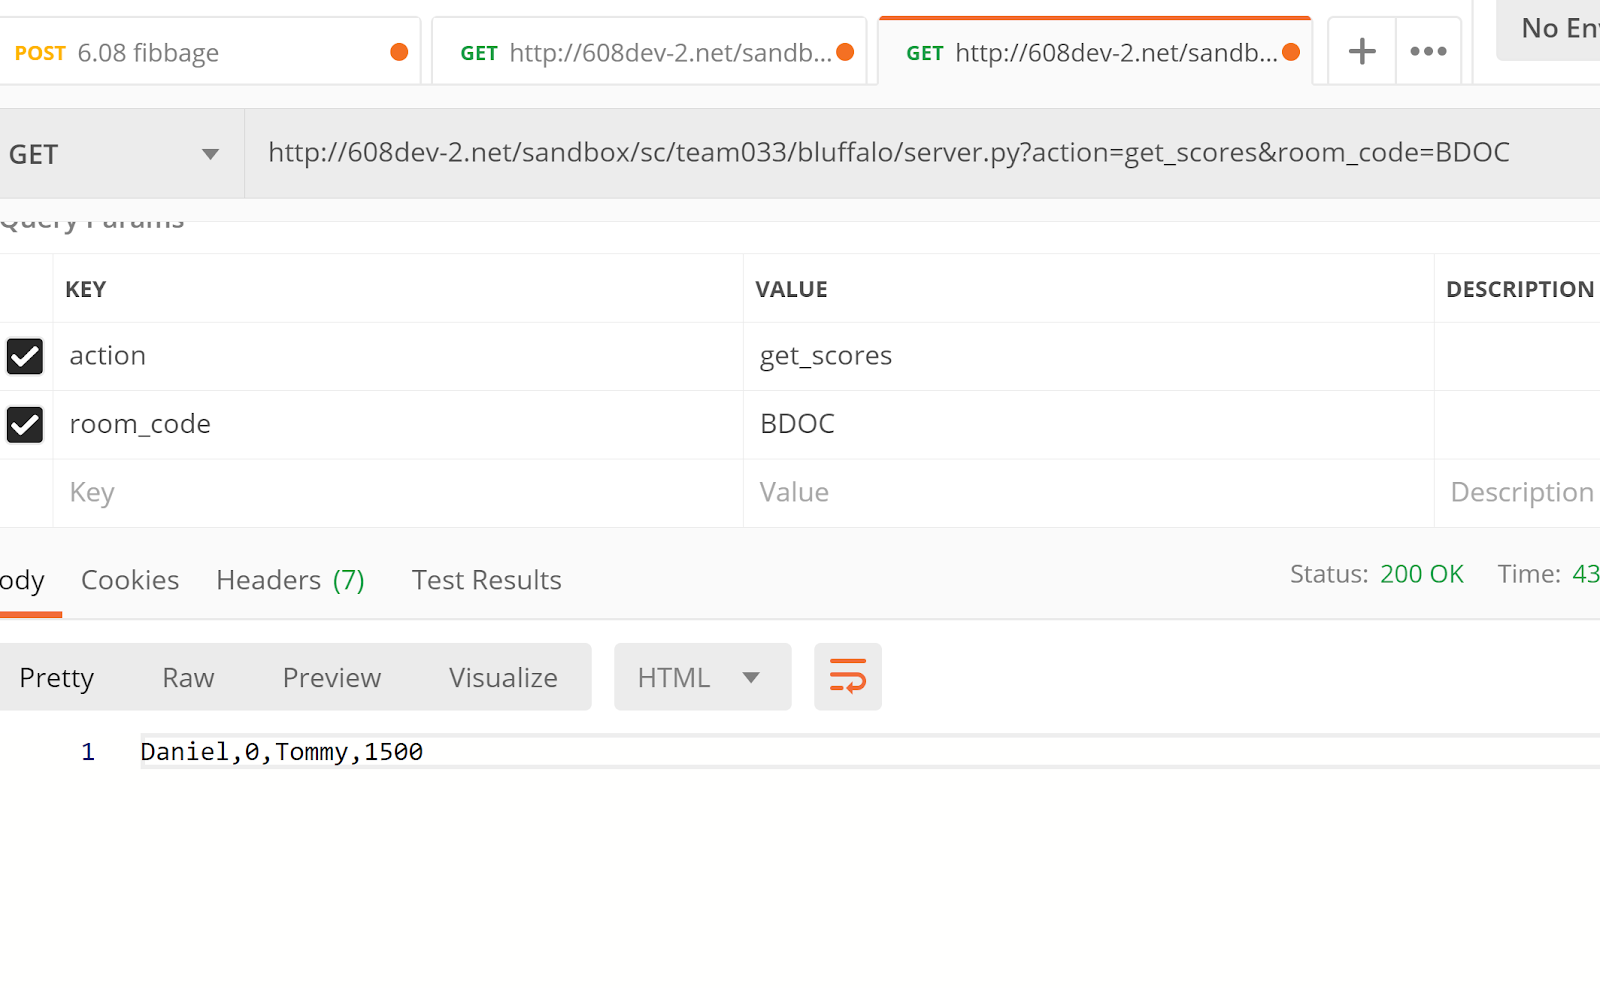 POST 6.08 fibbage GET http://608dev-2.net/sandb... GET http://608dev-2.net/sandb... + ••• No En
GET http://608dev-2.net/sandbox/sc/team033/bluffalo/server.py?action=get_scores&room_code=BDOC
Query Params
KEY VALUE DESCRIPTION
action get_scores
room_code BDOC
Key Value Description
ody Cookies Headers (7) Test Results Status: 200 OK Time: 43
Pretty Raw Preview Visualize HTML
1 Daniel,0,Tommy,1500